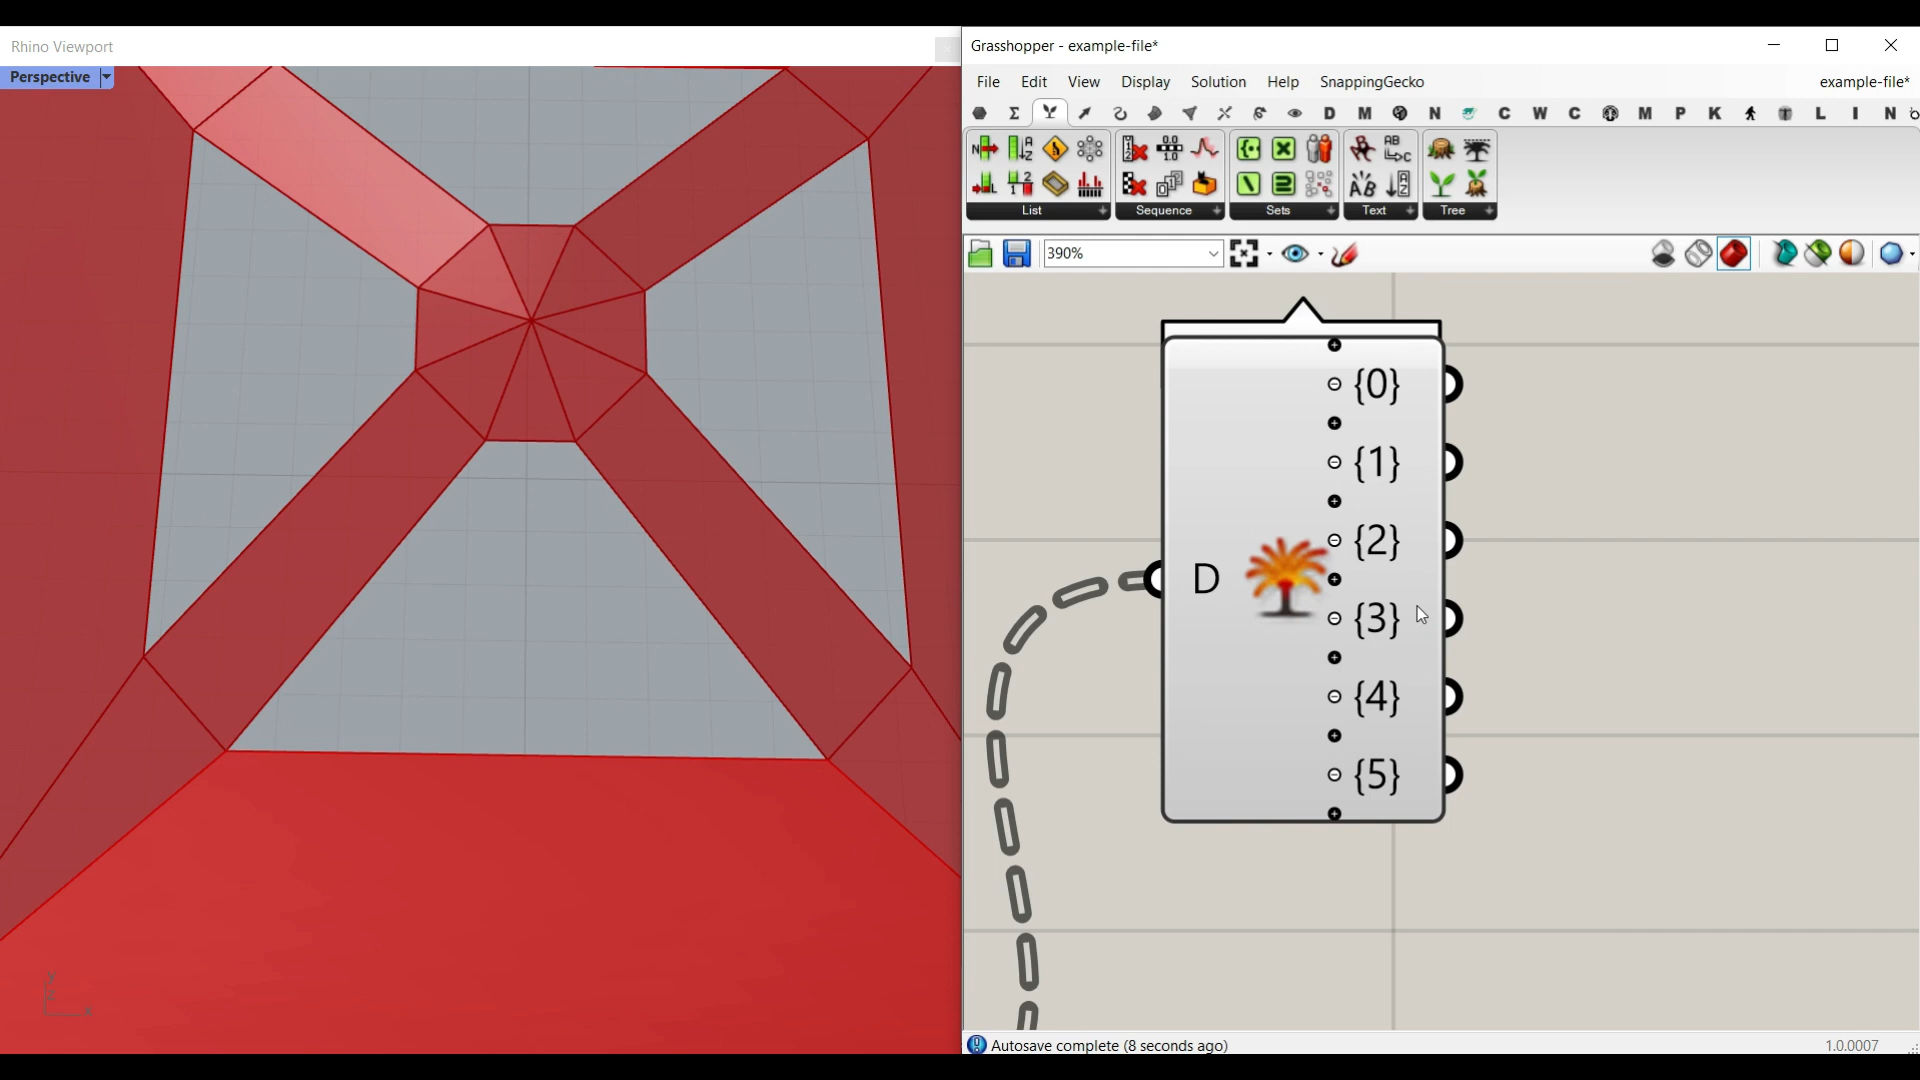 Rhino Viewport
Perspective
Grasshopper - example-file*
File Edit View Display Solution Help SnappingGecko example-file*
D M N C W C M P K L I N
List Sequence Sets Text Tree
390%
D
{0}
{1}
{2}
{3}
{4}
{5}
Autosave complete (8 seconds ago)
1.0.0007